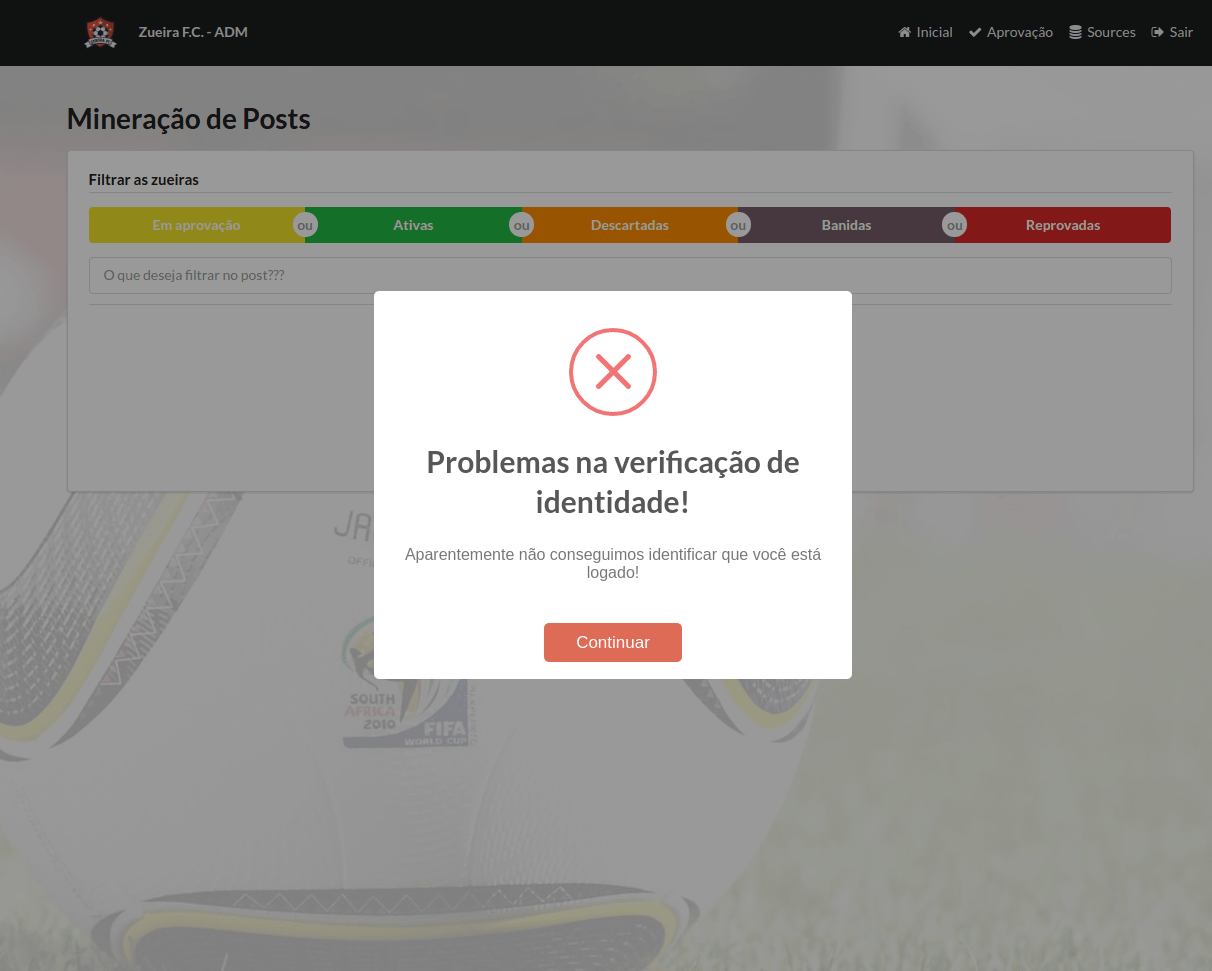 Zueira F.C. - ADM
Inicial
Aprovação
Sources
Sair
Mineração de Posts
Filtrar as zueiras
Em aprovação
ou
Ativas
ou
Descartadas
ou
Banidas
ou
Reprovadas
O que deseja filtrar no post???
Problemas na verificação de
identidade!
Aparentemente não conseguimos identificar que você está
logado!
Continuar
JA
SOUTH
AFRICA
2010
FIFA
WORLD CUP